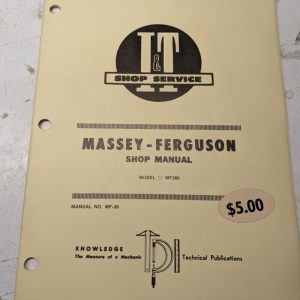 I&T
SHOP SERVICE
MASSEY-FERGUSON
SHOP MANUAL
MODEL □ MF285
MANUAL NO. MF-36
$5.00
KNOWLEDGE
The Measure of a Mechanic
Technical Publications